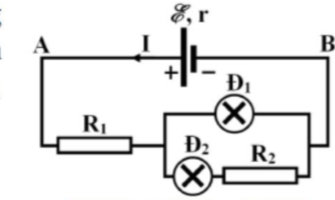 ℰ, r
A I B
+ −
Đ₁
R₁ Đ₂ R₂